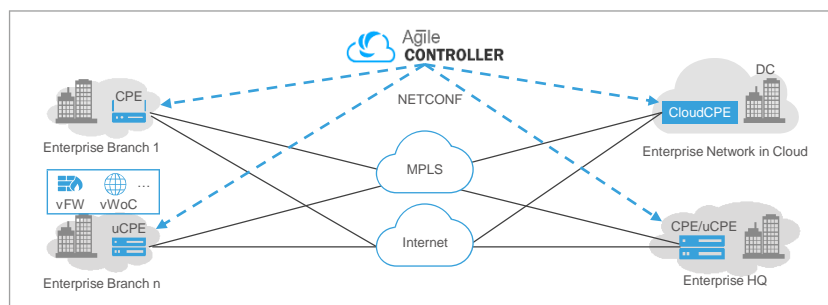 Agile
CONTROLLER
DC
CPE
NETCONF
CloudCPE
Enterprise Branch 1
Enterprise Network in Cloud
MPLS
...
vFW
vWoC
uCPE
CPE/uCPE
Internet
Enterprise Branch n
Enterprise HQ